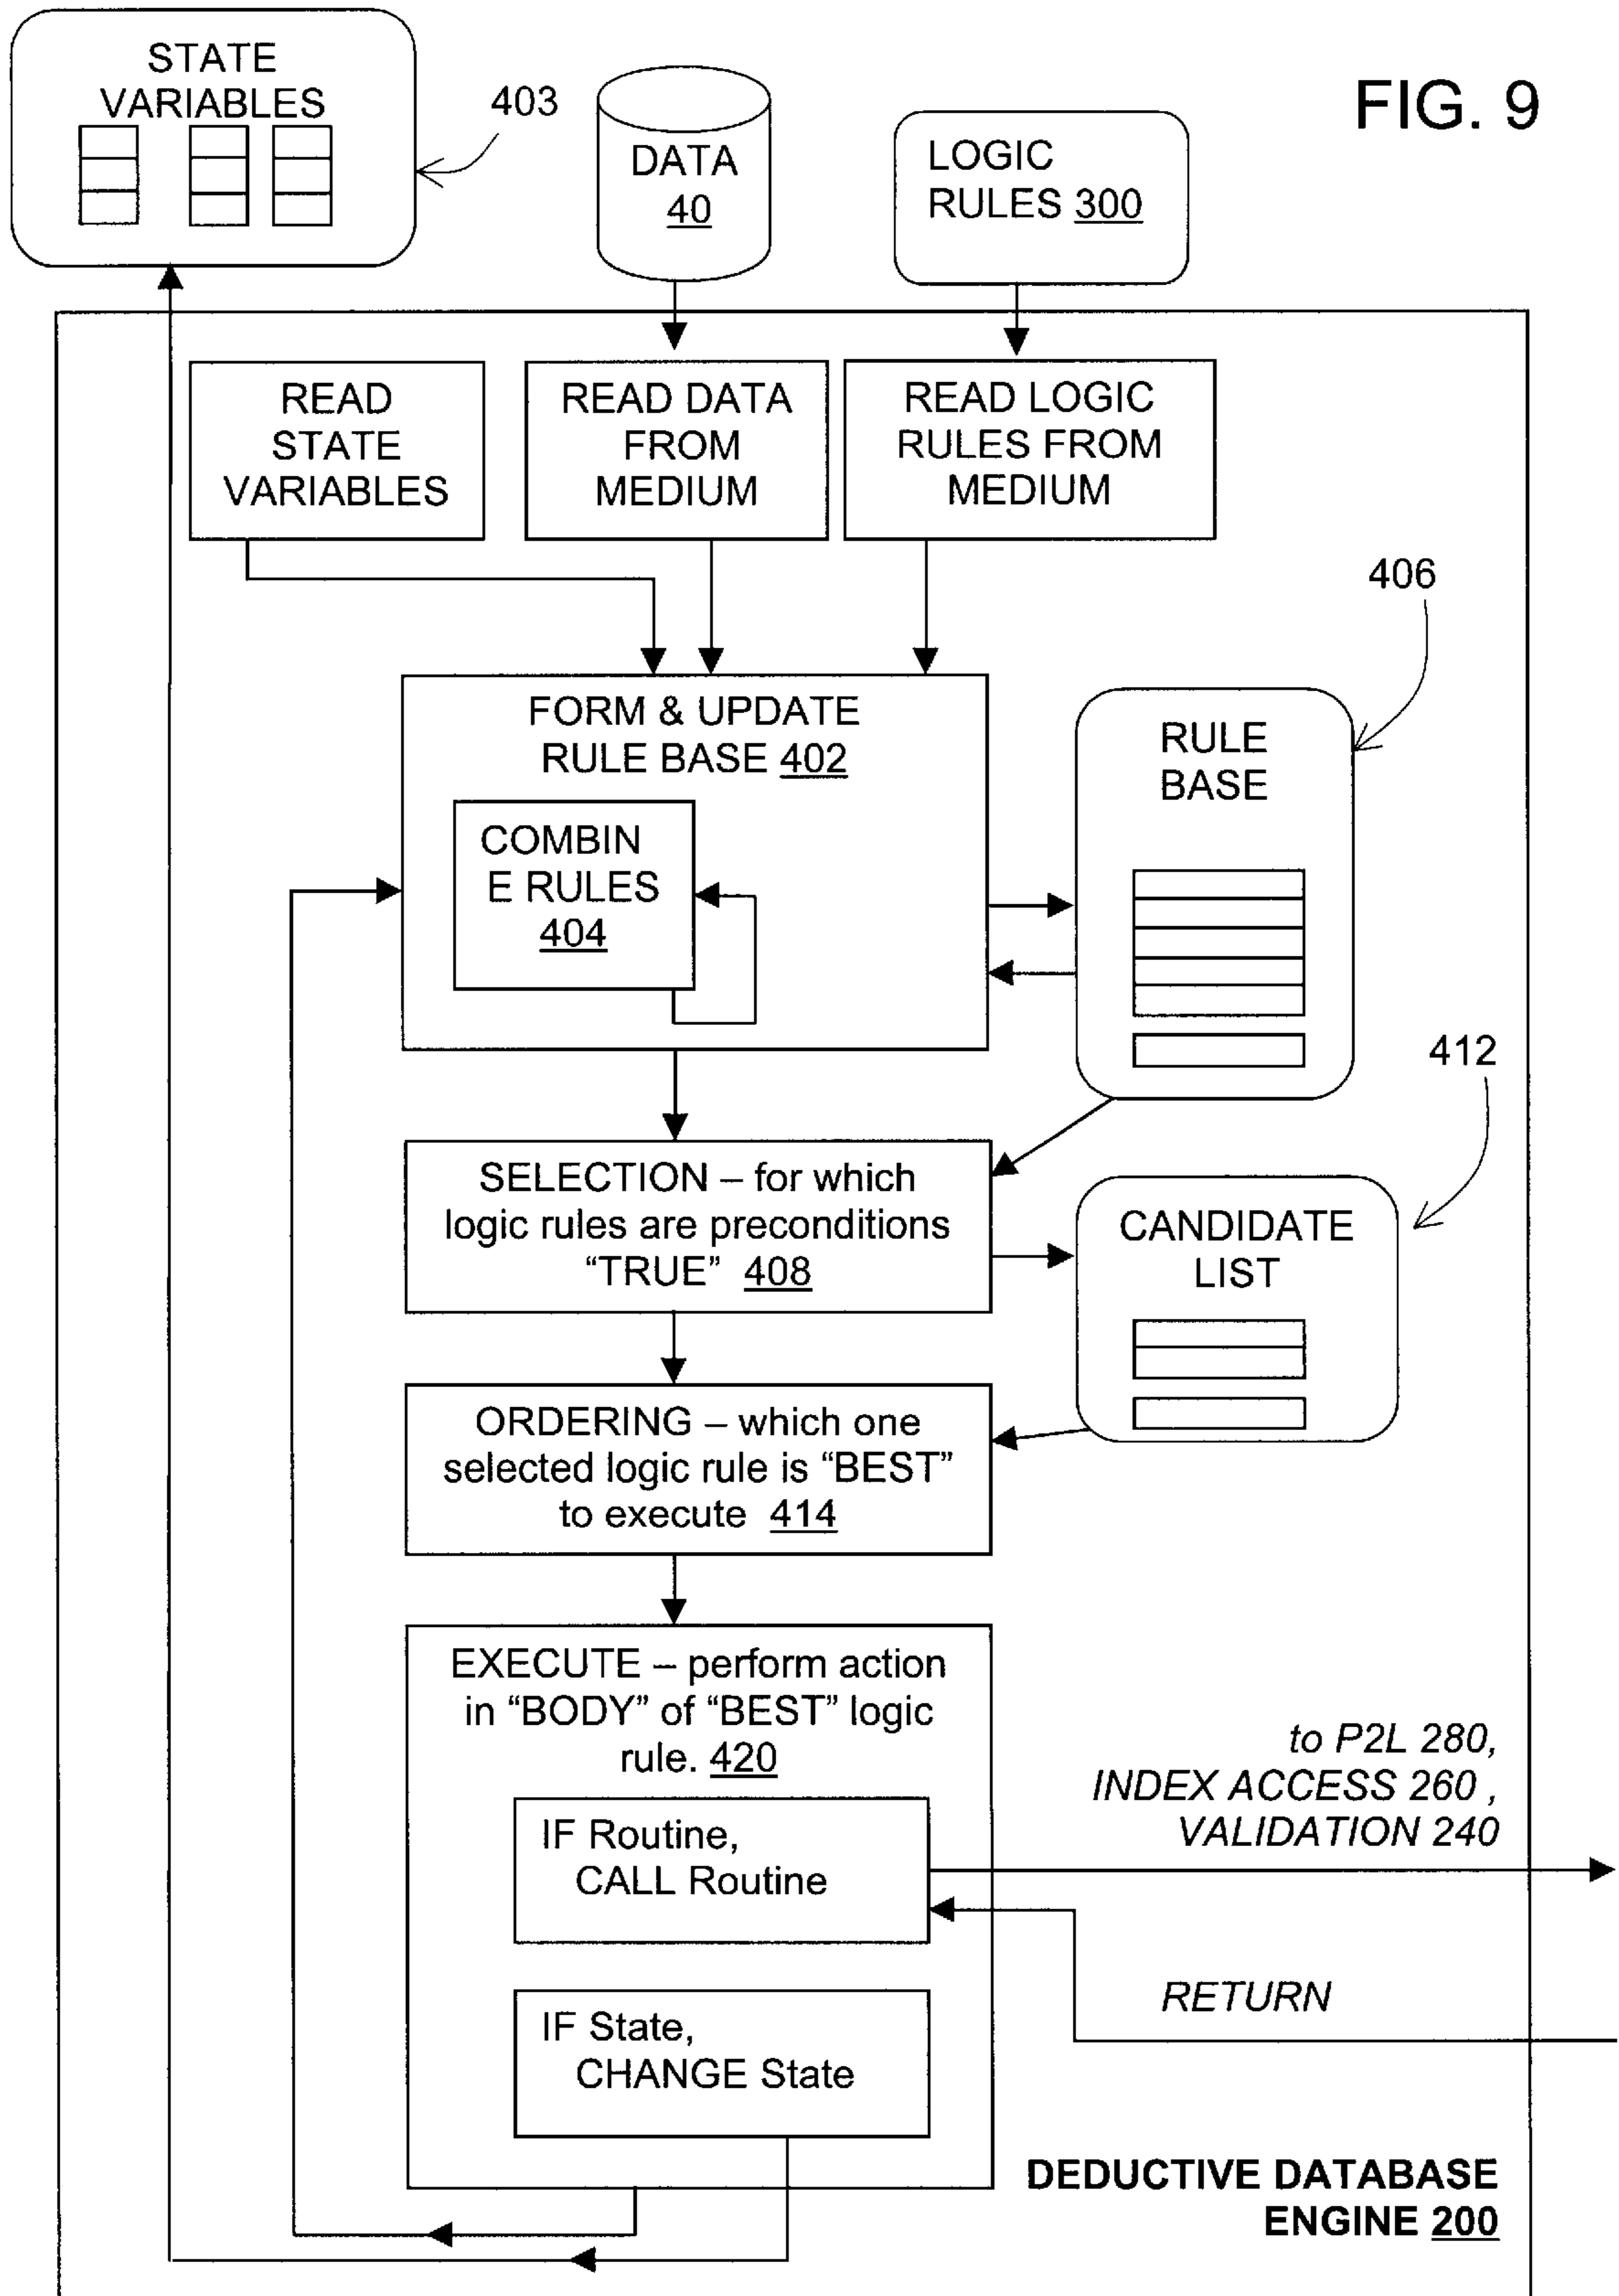 FIG. 9
STATE
VARIABLES
403
DATA
40
LOGIC
RULES 300
READ
STATE
VARIABLES
READ DATA
FROM
MEDIUM
READ LOGIC
RULES FROM
MEDIUM
406
FORM & UPDATE
RULE BASE 402
COMBIN
E RULES
404
RULE
BASE
412
SELECTION – for which
logic rules are preconditions
“TRUE” 408
CANDIDATE
LIST
ORDERING – which one
selected logic rule is “BEST”
to execute 414
EXECUTE – perform action
in “BODY” of “BEST” logic
rule. 420
to P2L 280,
INDEX ACCESS 260 ,
VALIDATION 240
IF Routine,
CALL Routine
RETURN
IF State,
CHANGE State
DEDUCTIVE DATABASE
ENGINE 200